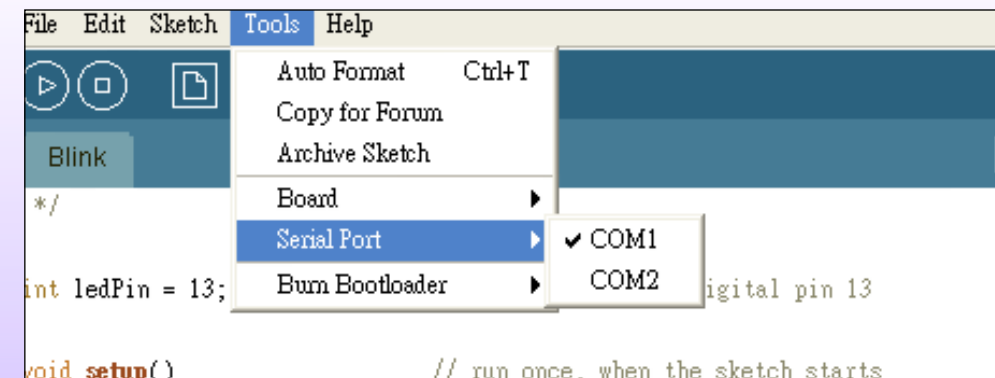 File Edit Sketch Tools Help
Auto Format Ctrl+T
Copy for Forum
Blink
Archive Sketch
*/
Board
Serial Port
COM1
COM2
int ledPin = 13;
Burn Bootloader
igital pin 13
void setup() // run once, when the sketch starts